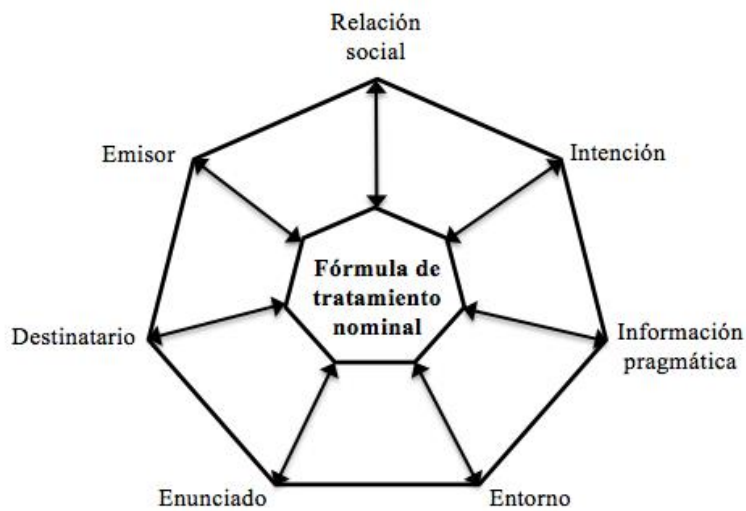 Relación
social
Emisor
Intención
Fórmula de
tratamiento
nominal
Destinatario
Información
pragmática
Enunciado
Entorno